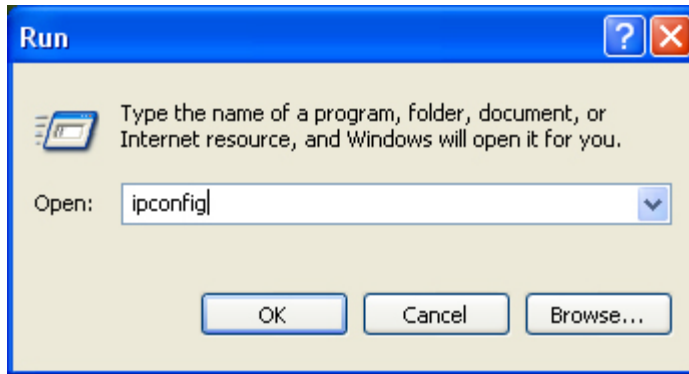 Run
Type the name of a program, folder, document, or
Internet resource, and Windows will open it for you.
Open: ipconfig
OK Cancel Browse...